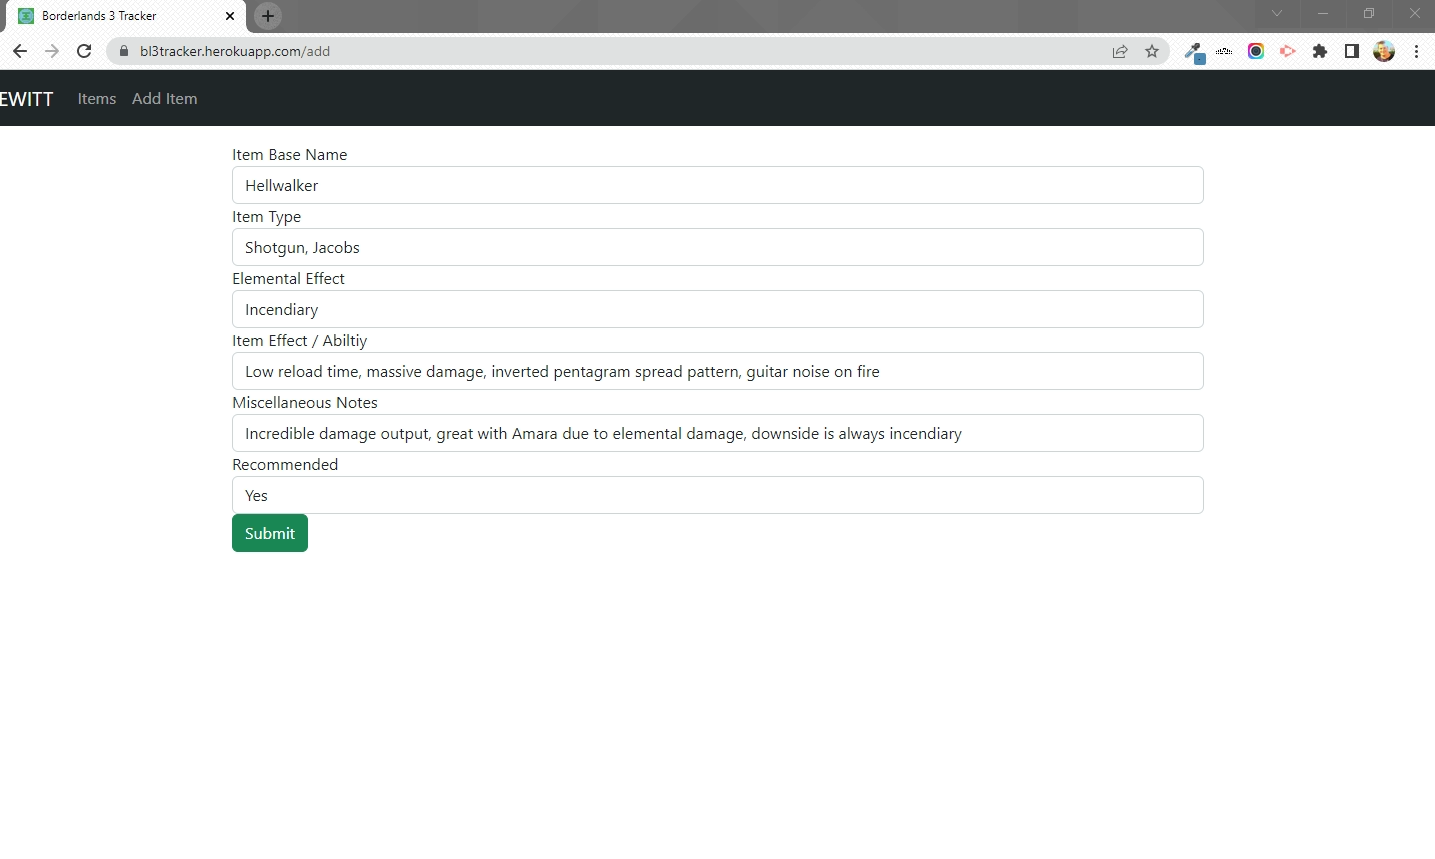 Borderlands 3 Tracker
bl3tracker.herokuapp.com/add
EWITT Items Add Item
Item Base Name
Hellwalker
Item Type
Shotgun, Jacobs
Elemental Effect
Incendiary
Item Effect / Abiltiy
Low reload time, massive damage, inverted pentagram spread pattern, guitar noise on fire
Miscellaneous Notes
Incredible damage output, great with Amara due to elemental damage, downside is always incendiary
Recommended
Yes
Submit